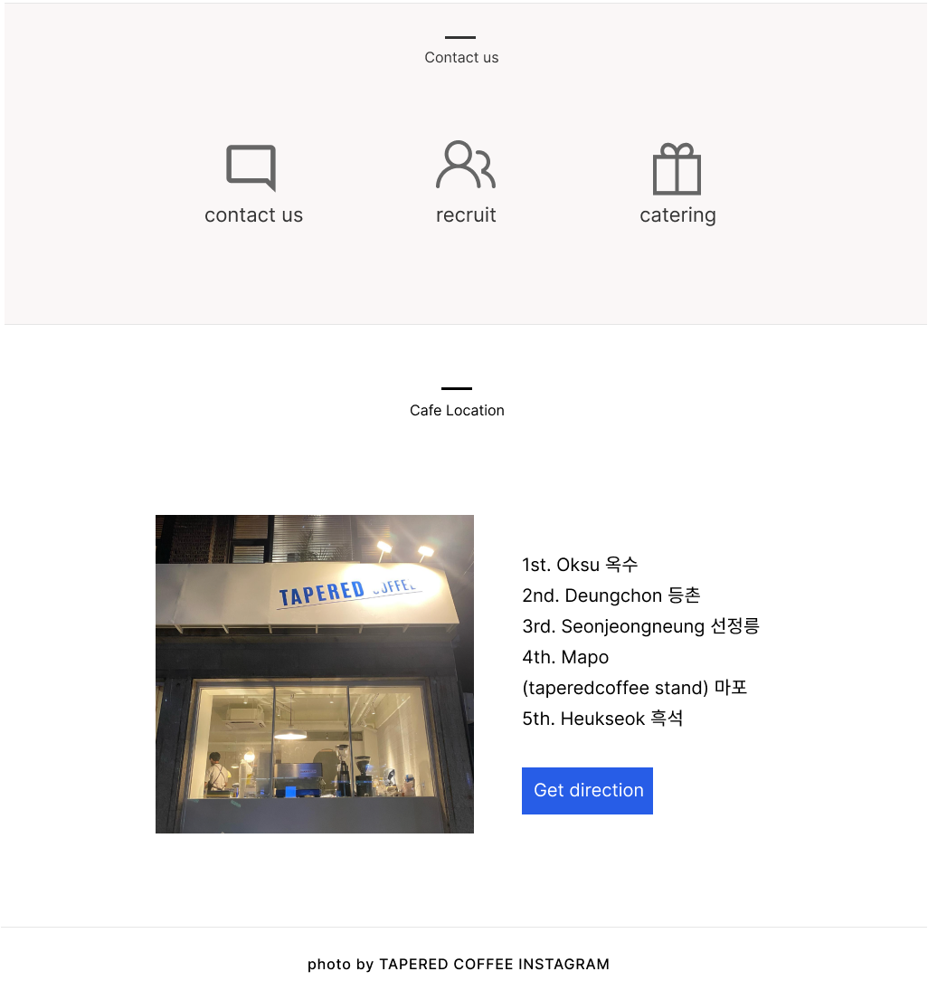 Contact us
contact us
recruit
catering
Cafe Location
TAPERED COFFEE
1st. Oksu 옥수
2nd. Deungchon 등촌
3rd. Seonjeongneung 선정릉
4th. Mapo
(taperedcoffee stand) 마포
5th. Heukseok 흑석
Get direction
photo by TAPERED COFFEE INSTAGRAM